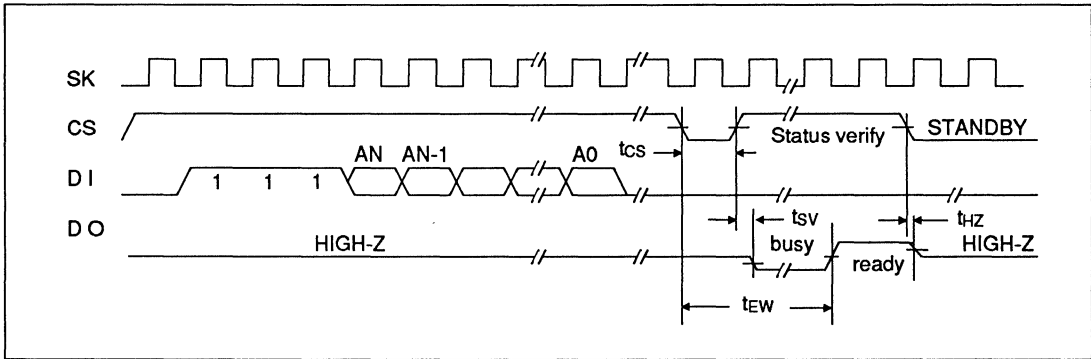 SK
CS
Status verify
STANDBY
tCS
AN
AN-1
A0
DI
1
1
1
DO
tSV
tHZ
HIGH-Z
busy
ready
HIGH-Z
tEW